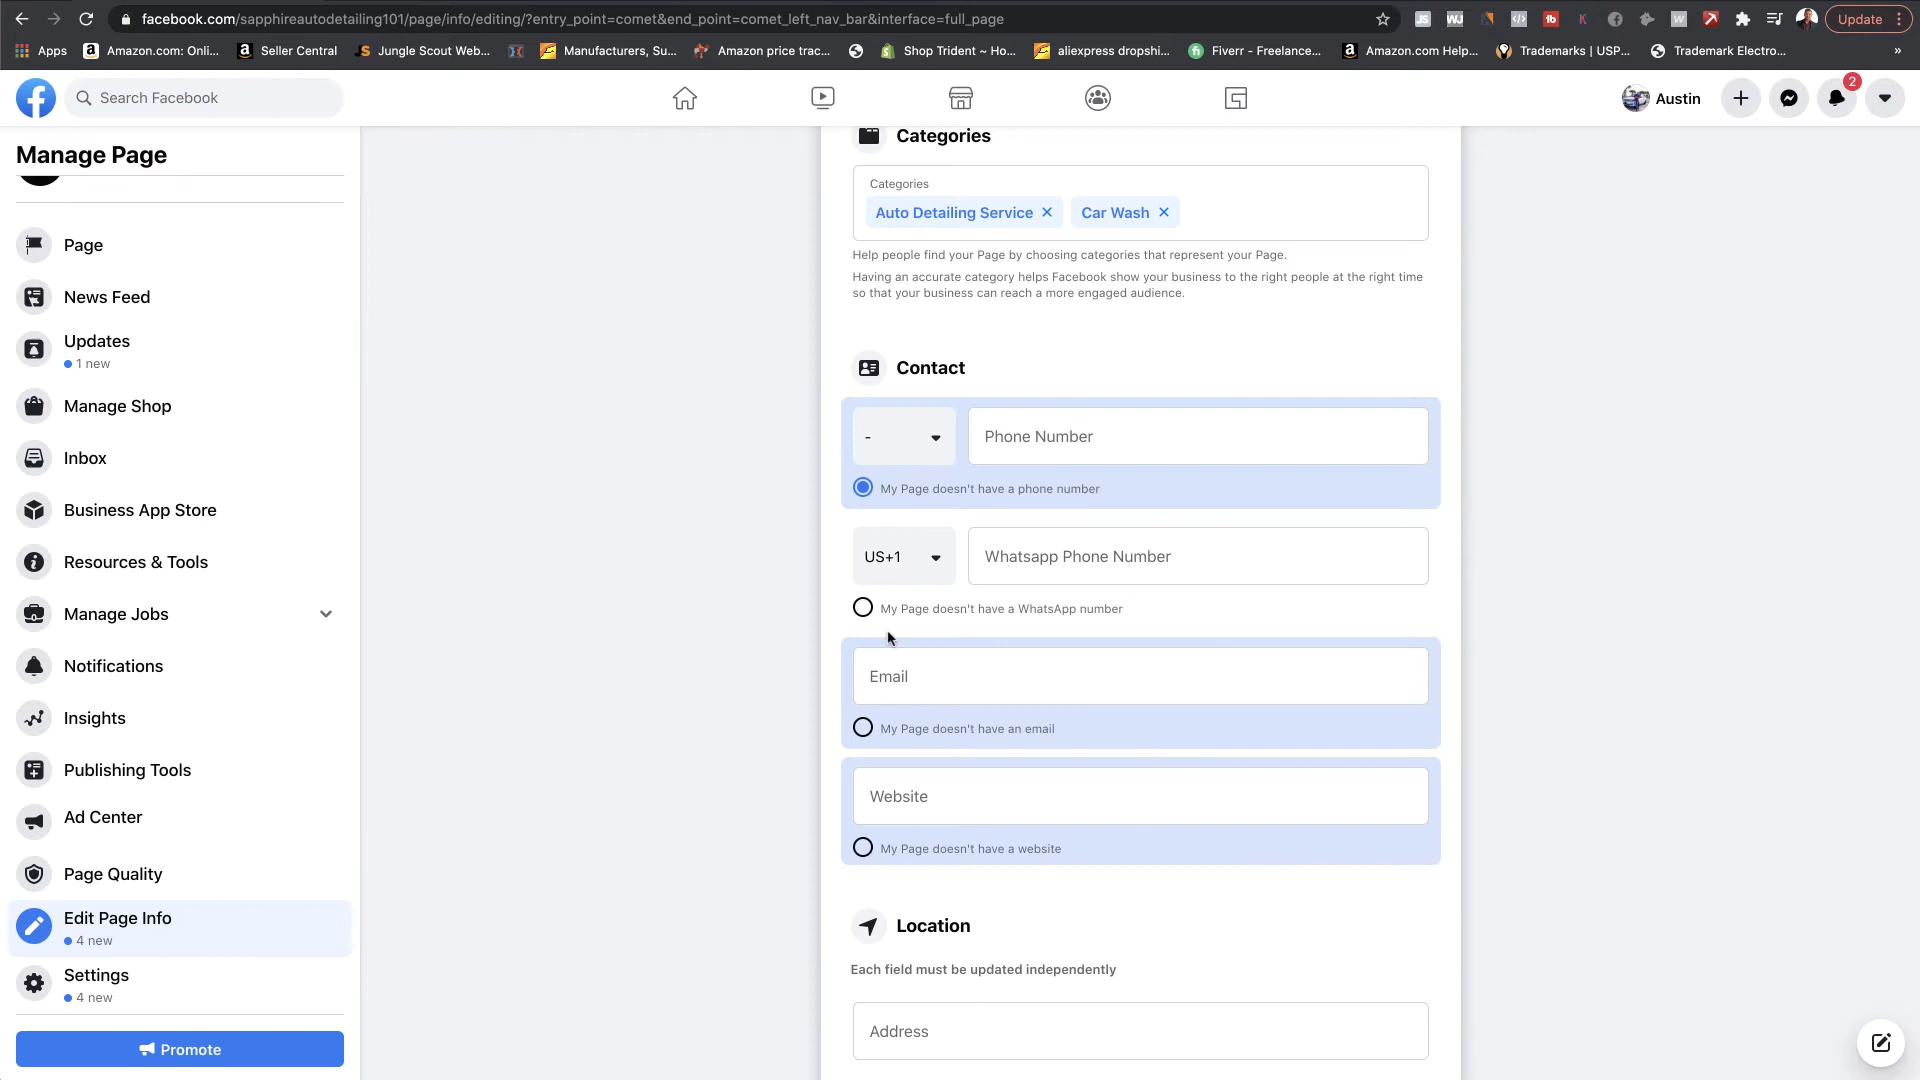 facebook.com/sapphireautodetailing101/page/info/editing/?entry_point=comet&end_point=comet_left_nav_bar&interface=full_page
Update
Apps
Amazon.com: Onli...
Seller Central
Jungle Scout Web...
Manufacturers, Su...
Amazon price trac...
Shop Trident ~ Ho...
aliexpress dropshi...
Fiverr - Freelance...
Amazon.com Help...
Trademarks | USP...
Trademark Electro...
»
Search Facebook
Austin
2
Manage Page
Page
News Feed
Updates
1 new
Manage Shop
Inbox
Business App Store
Resources & Tools
Manage Jobs
Notifications
Insights
Publishing Tools
Ad Center
Page Quality
Edit Page Info
4 new
Settings
4 new
Promote
Categories
Categories
Auto Detailing Service ✕ Car Wash ✕
Help people find your Page by choosing categories that represent your Page.
Having an accurate category helps Facebook show your business to the right people at the right time
so that your business can reach a more engaged audience.
Contact
- Phone Number
My Page doesn't have a phone number
US+1 Whatsapp Phone Number
My Page doesn't have a WhatsApp number
Email
My Page doesn't have an email
Website
My Page doesn't have a website
Location
Each field must be updated independently
Address